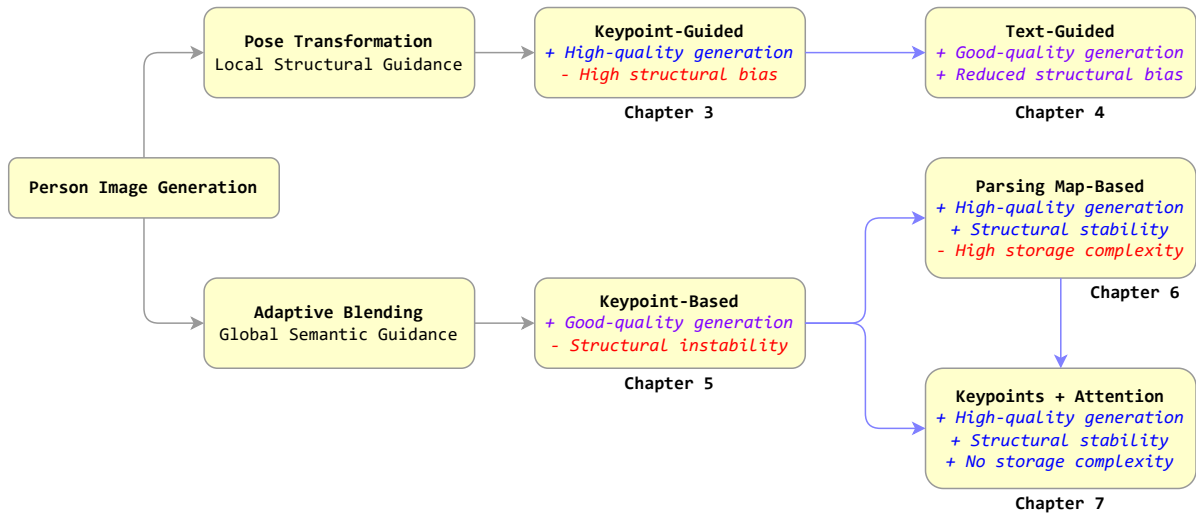 Person Image Generation
Pose Transformation
Local Structural Guidance
Keypoint-Guided
+ High-quality generation
- High structural bias
Chapter 3
Text-Guided
+ Good-quality generation
+ Reduced structural bias
Chapter 4
Adaptive Blending
Global Semantic Guidance
Keypoint-Based
+ Good-quality generation
- Structural instability
Chapter 5
Parsing Map-Based
+ High-quality generation
+ Structural stability
- High storage complexity
Chapter 6
Keypoints + Attention
+ High-quality generation
+ Structural stability
+ No storage complexity
Chapter 7